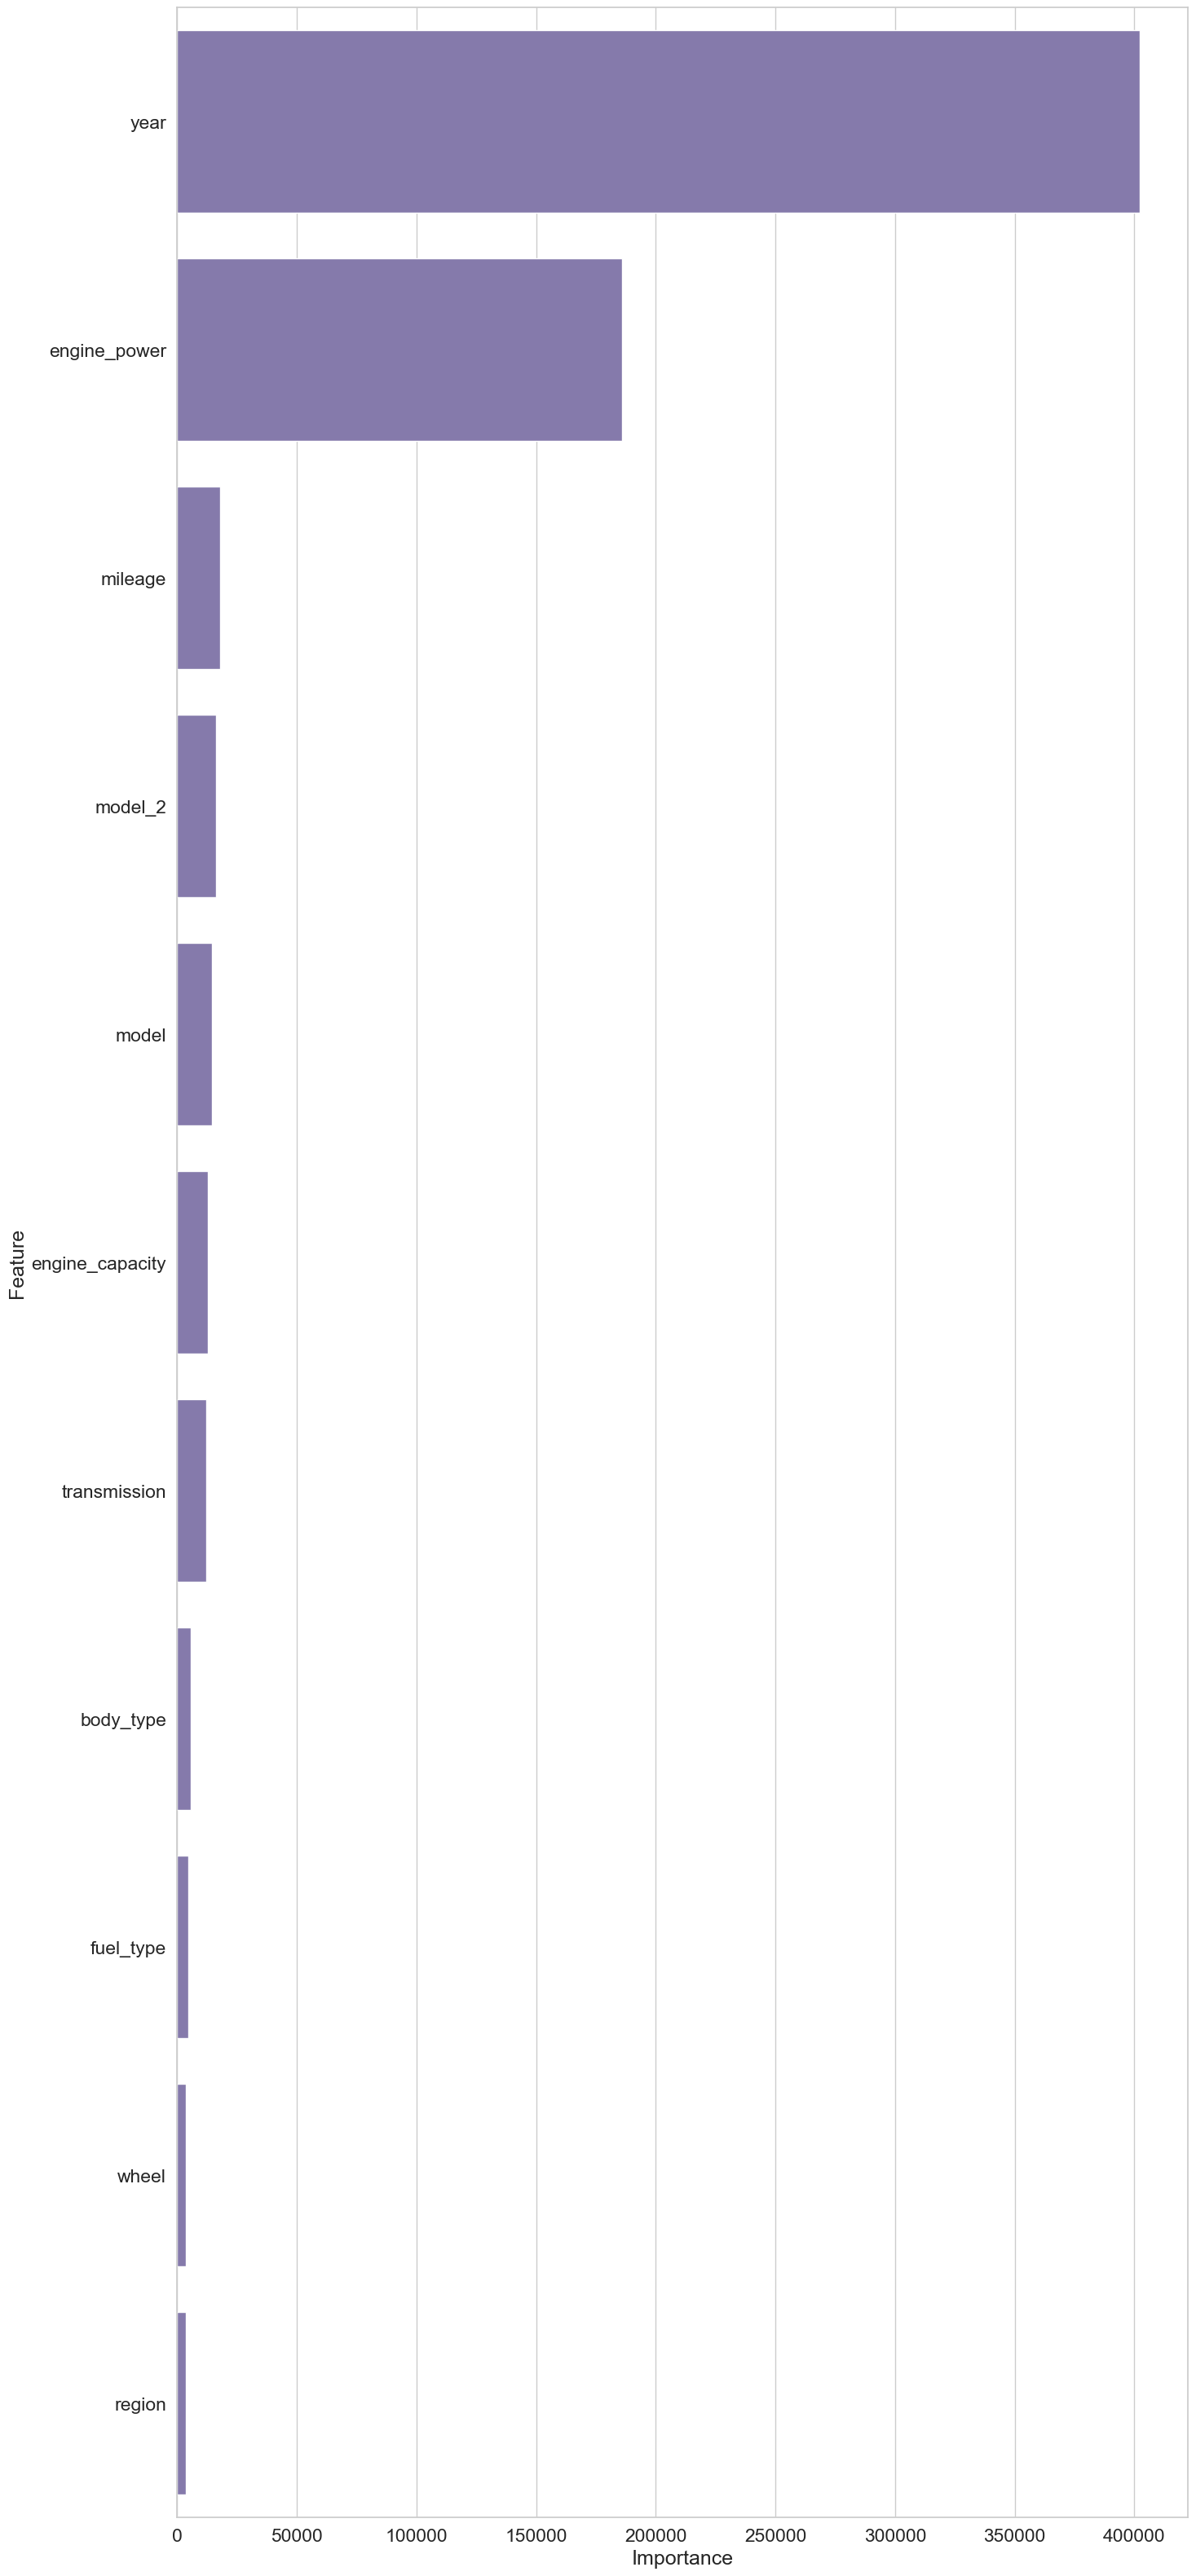 year
engine_power
mileage
model_2
model
engine_capacity
transmission
body_type
fuel_type
wheel
region
Feature
0 50000 100000 150000 200000 250000 300000 350000 400000
Importance